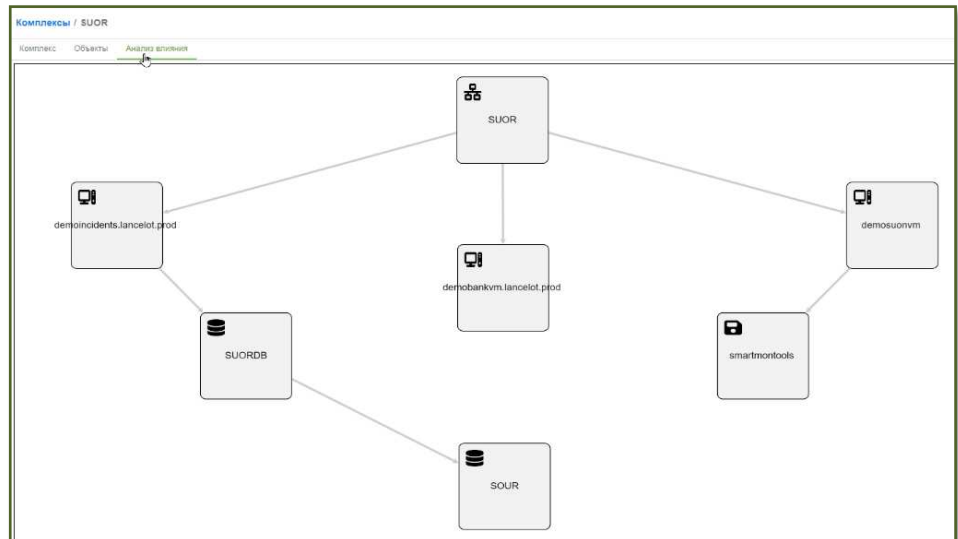 Комплексы / SUOR
Комплекс Объекты Анализ влияния
SUOR
demoincidents.lancelot.prod
demosuonvm
demobankvm.lancelot.prod
SUORDB
smartmontools
SOUR